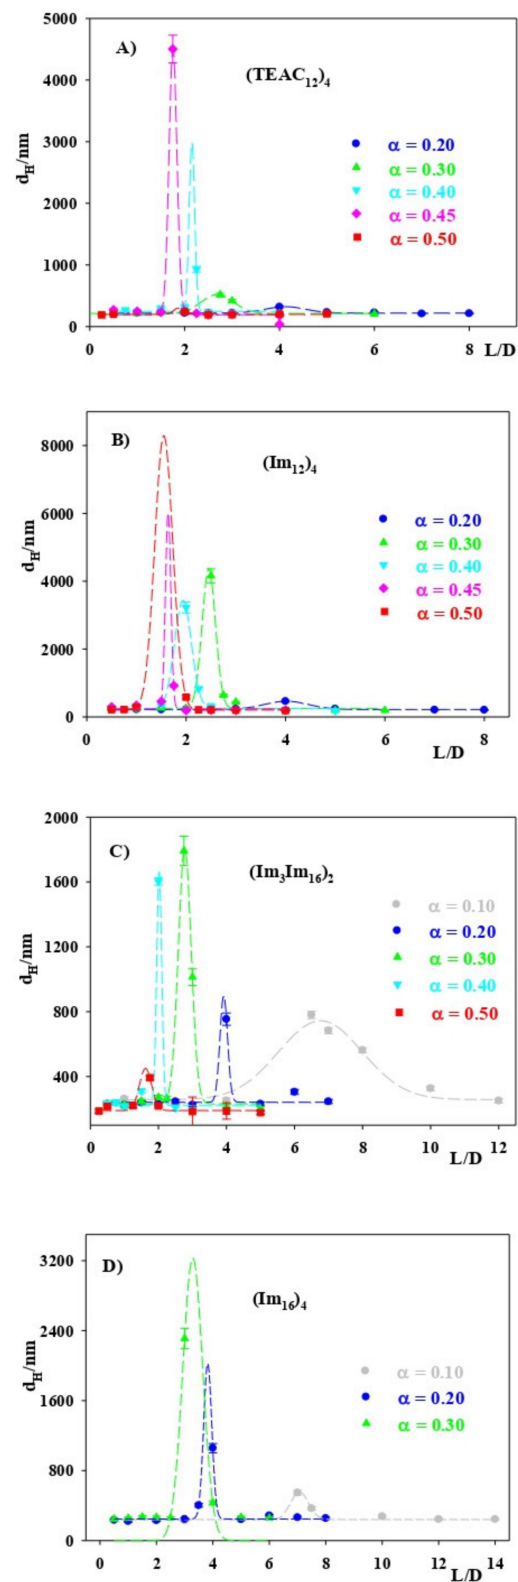 5000
A)
(TEAC12)4
4000
dH/nm
3000
α = 0.20
α = 0.30
α = 0.40
2000
α = 0.45
α = 0.50
1000
0
0 2 4 6 8 L/D
B)
8000
(Im12)4
dH/nm
6000
α = 0.20
α = 0.30
α = 0.40
4000
α = 0.45
α = 0.50
2000
0
0 2 4 6 8
L/D
2000
C)
(Im3Im16)2
1600
dH/nm
α = 0.10
α = 0.20
1200
α = 0.30
α = 0.40
800
α = 0.50
400
0 2 4 6 8 10 12
L/D
D)
3200
(Im16)4
dH/nm
2400
α = 0.10
α = 0.20
1600
α = 0.30
800
0
0 2 4 6 8 10 12 14
L/D